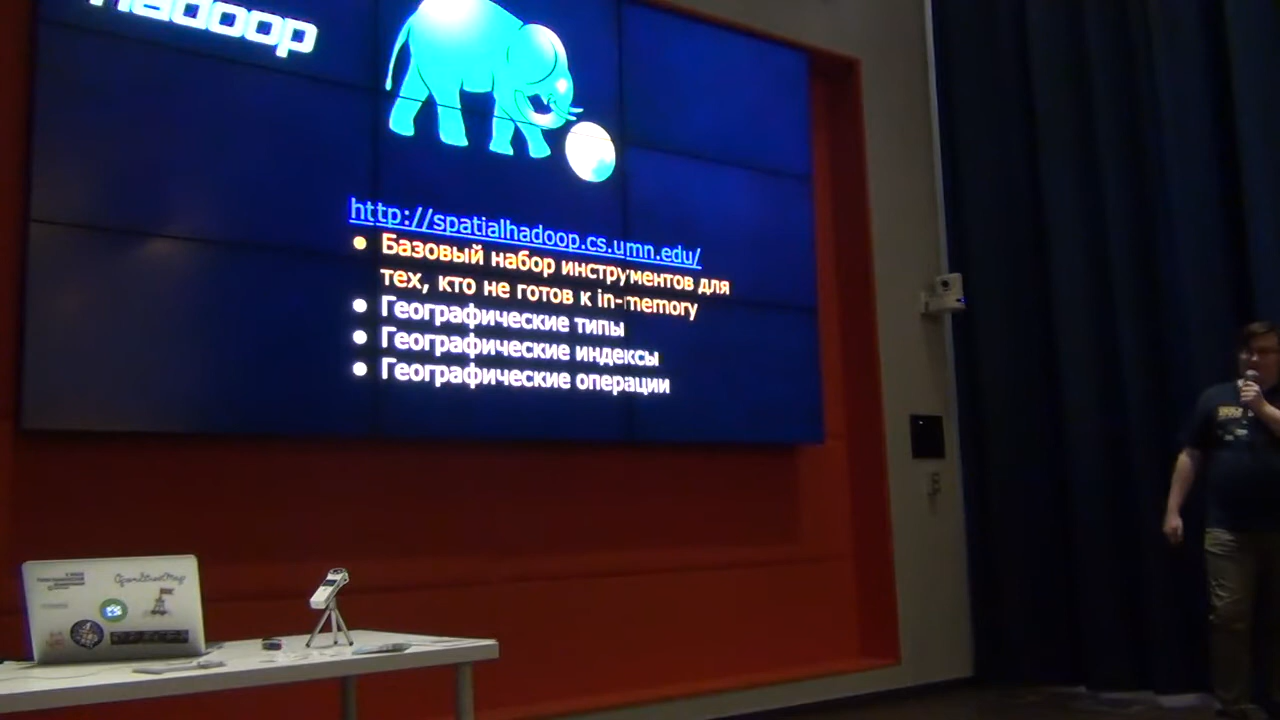 hadoop
http://spatialhadoop.cs.umn.edu/
• Базовый набор инструментов для
тех, кто не готов к in-memory
• Географические типы
• Географические индексы
• Географические операции
OpenStreetMap